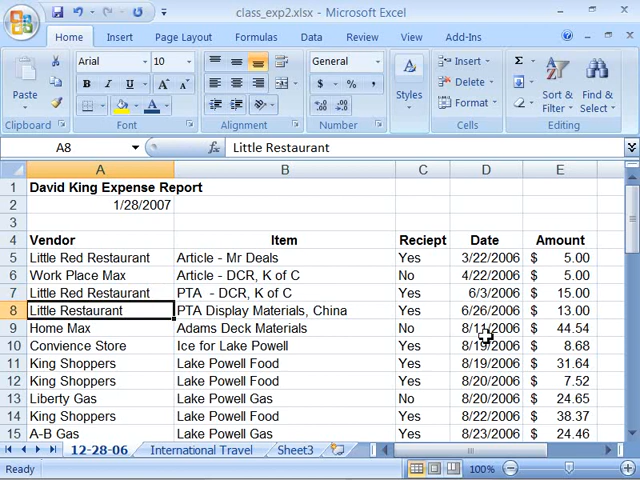 class_exp2.xlsx - Microsoft Excel
Home Insert Page Layout Formulas Data Review View Add-Ins
Paste
Clipboard
Arial 10
B I U A A
A
Font
Alignment
General
$ % ,
Number
A
Styles
Insert
Delete
Format
Cells
Σ
Sort & Filter
Find & Select
Editing
A8 fx Little Restaurant
A B C D E
1 David King Expense Report
2 1/28/2007
3
4 Vendor Item Reciept Date Amount
5 Little Red Restaurant Article - Mr Deals Yes 3/22/2006 $ 5.00
6 Work Place Max Article - DCR, K of C No 4/22/2006 $ 5.00
7 Little Red Restaurant PTA - DCR, K of C Yes 6/3/2006 $ 15.00
8 Little Restaurant PTA Display Materials, China Yes 6/26/2006 $ 13.00
9 Home Max Adams Deck Materials No 8/11/2006 $ 44.54
10 Convience Store Ice for Lake Powell Yes 8/19/2006 $ 8.68
11 King Shoppers Lake Powell Food Yes 8/19/2006 $ 31.64
12 King Shoppers Lake Powell Food Yes 8/20/2006 $ 7.52
13 Liberty Gas Lake Powell Gas No 8/20/2006 $ 24.65
14 King Shoppers Lake Powell Food Yes 8/22/2006 $ 38.37
15 A-B Gas Lake Powell Gas Yes 8/23/2006 $ 24.46
12-28-06 International Travel Sheet3
Ready 100%